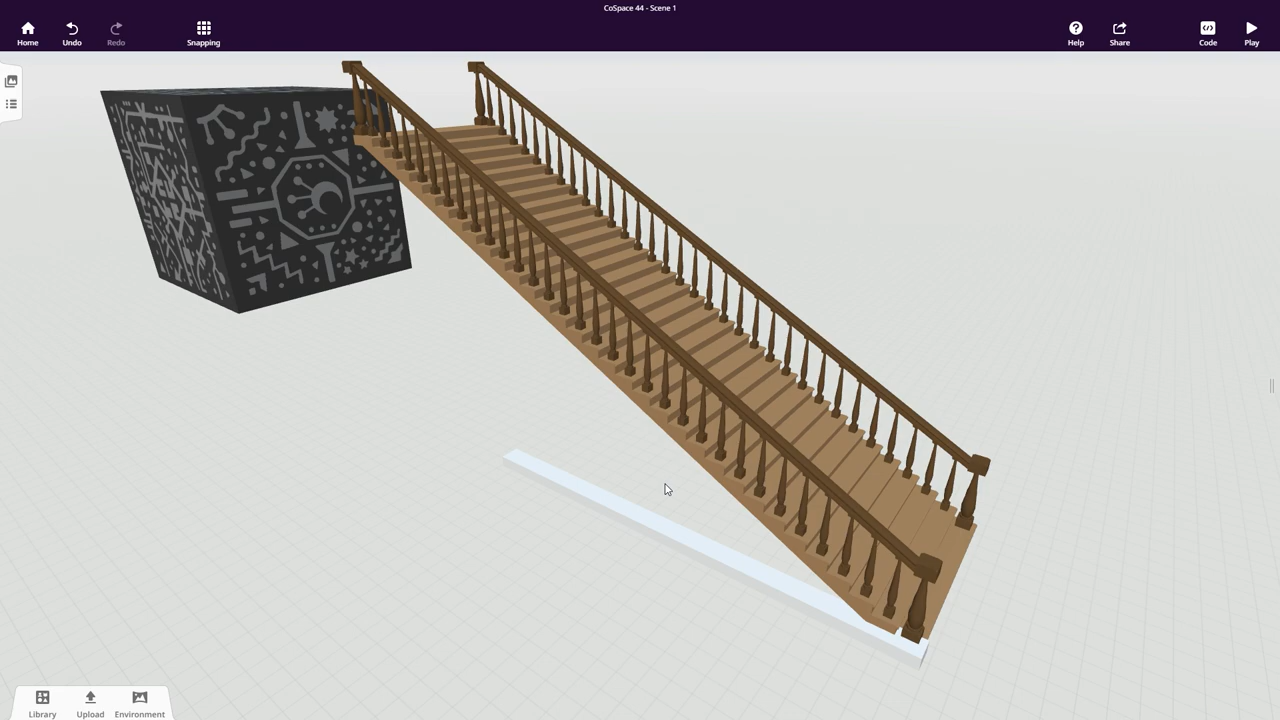 CoSpace 44 - Scene 1
Home Undo Redo Snapping Help Share Code Play
Library Upload Environment